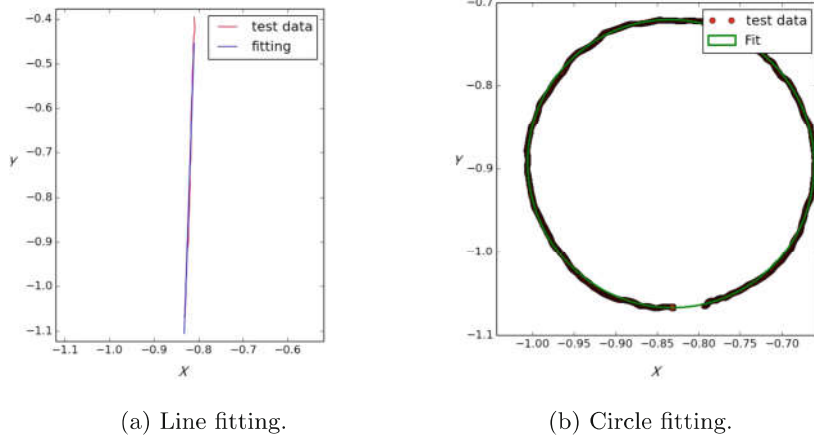 −0.4
−0.5
−0.6
−0.7
−0.8
−0.9
−1.0
−1.1
Y
−1.1 −1.0 −0.9 −0.8 −0.7 −0.6
X
test data
fitting
(a) Line fitting.
−0.7
−0.8
−0.9
−1.0
−1.1
Y
−1.00 −0.95 −0.90 −0.85 −0.80 −0.75 −0.70
X
test data
Fit
(b) Circle fitting.